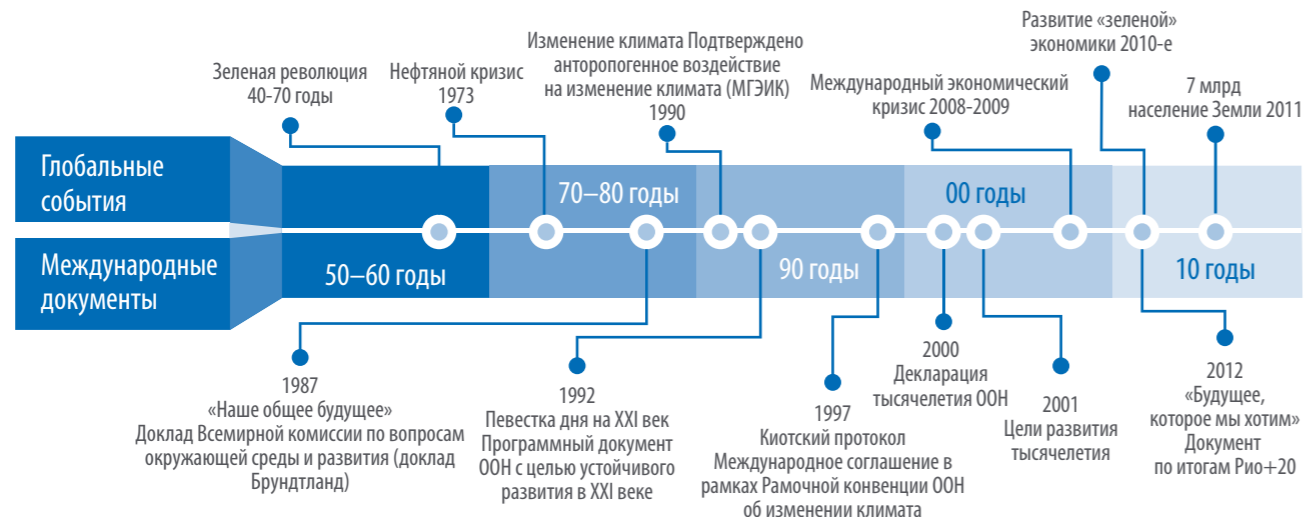 Зеленая революция
40-70 годы
Нефтяной кризис
1973
Изменение климата Подтверждено
анторопогенное воздействие
на изменение климата (МГЭИК)
1990
Международный экономический
кризис 2008-2009
Развитие «зеленой»
экономики 2010-е
7 млрд
население Земли 2011
Глобальные
события
Международные
документы
50–60 годы
70–80 годы
90 годы
00 годы
10 годы
1987
«Наше общее будущее»
Доклад Всемирной комиссии по вопросам
окружающей среды и развития (доклад
Брундтланд)
1992
Певестка дня на XXI век
Программный документ
ООН с целью устойчивого
развития в XXI веке
1997
Киотский протокол
Международное соглашение в
рамках Рамочной конвенции ООН
об изменении климата
2000
Декларация
тысячелетия ООН
2001
Цели развития
тысячелетия
2012
«Будущее,
которое мы хотим»
Документ
по итогам Рио+20